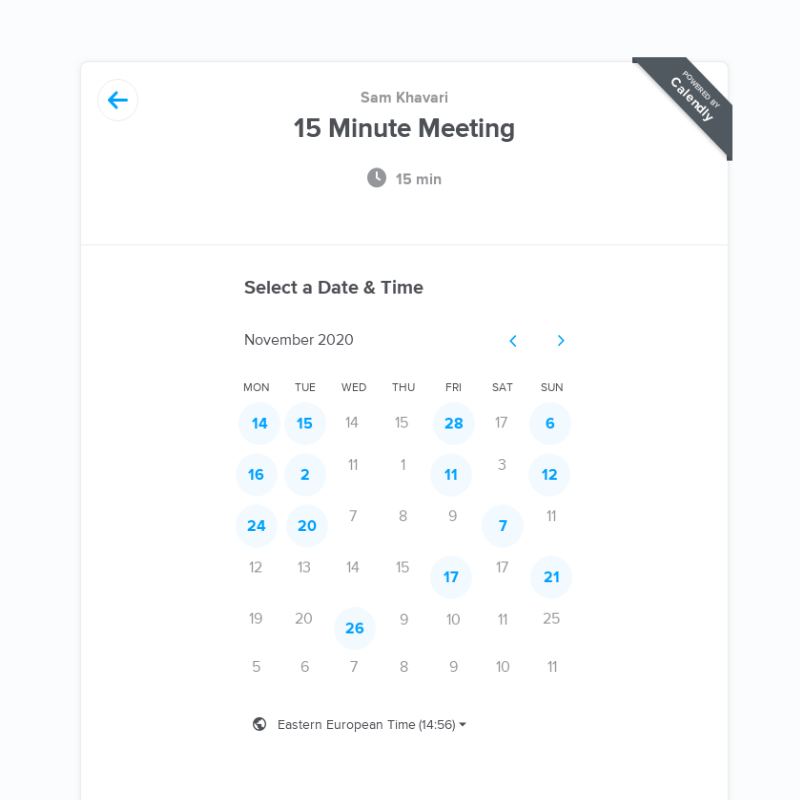 POWERED BY
Calendly
Sam Khavari
15 Minute Meeting
15 min
Select a Date & Time
November 2020
MON TUE WED THU FRI SAT SUN
14 15 14 15 28 17 6
16 2 11 1 11 3 12
24 20 7 8 9 7 11
12 13 14 15 17 17 21
19 20 26 9 10 11 25
5 6 7 8 9 10 11
Eastern European Time (14:56)